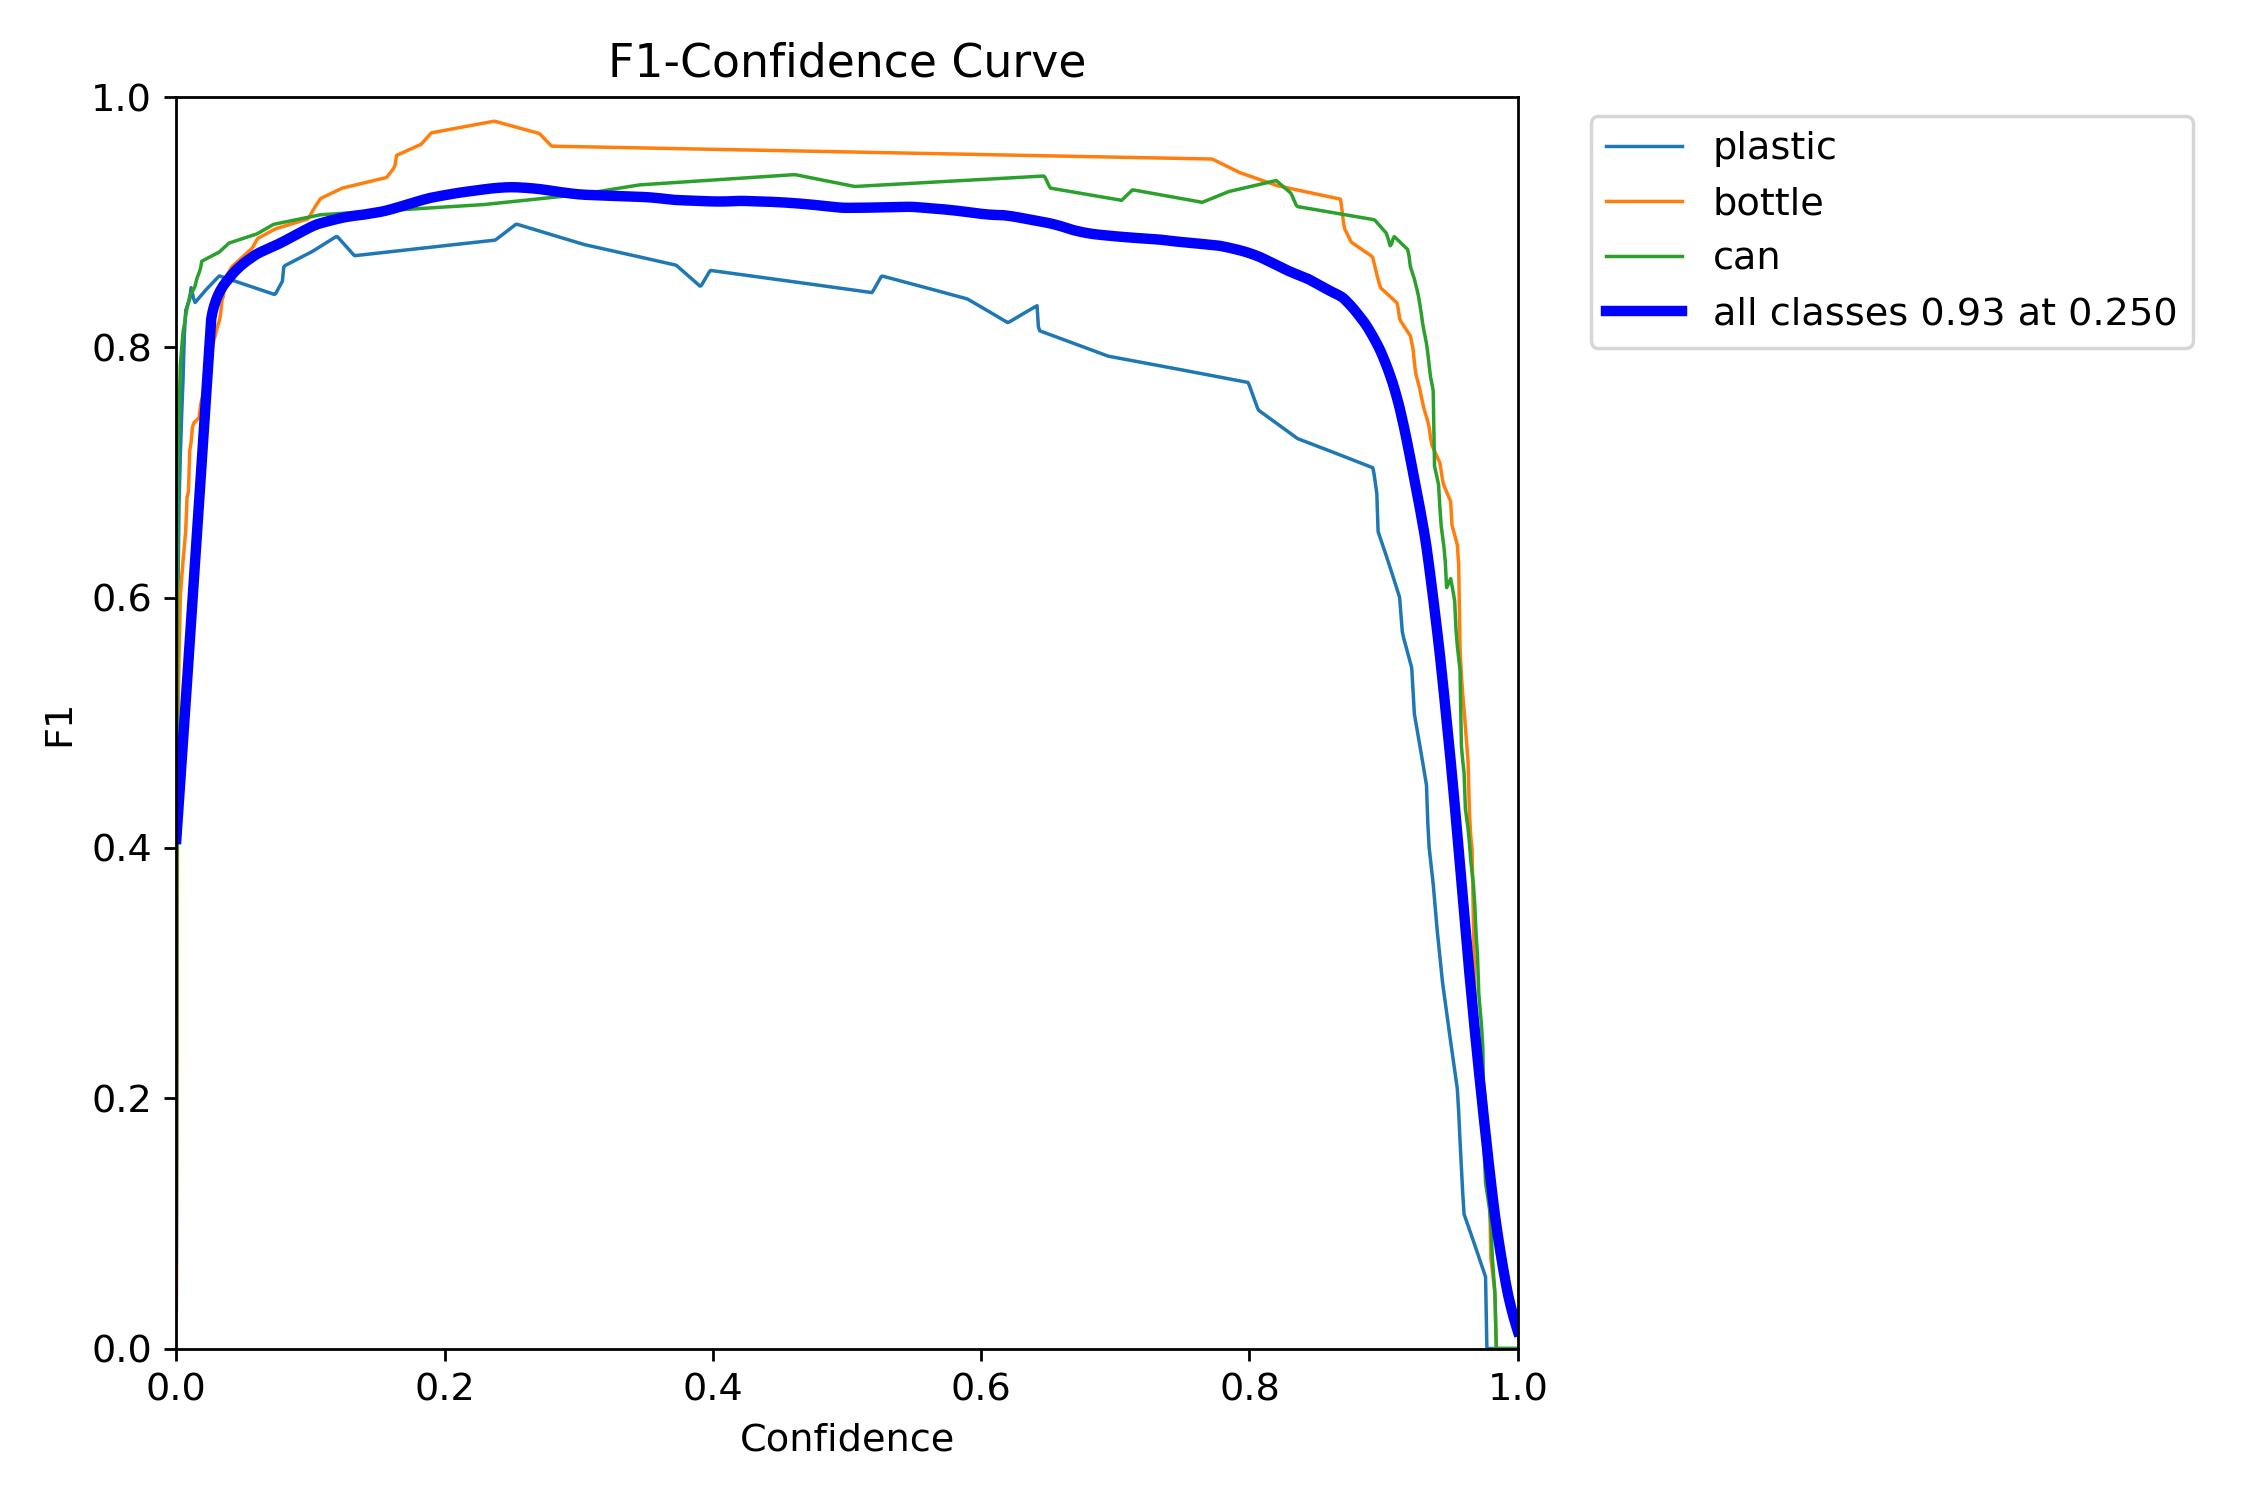 F1-Confidence Curve
1.0
0.8
0.6
0.4
0.2
0.0
F1
0.0 0.2 0.4 0.6 0.8 1.0
Confidence
plastic
bottle
can
all classes 0.93 at 0.250